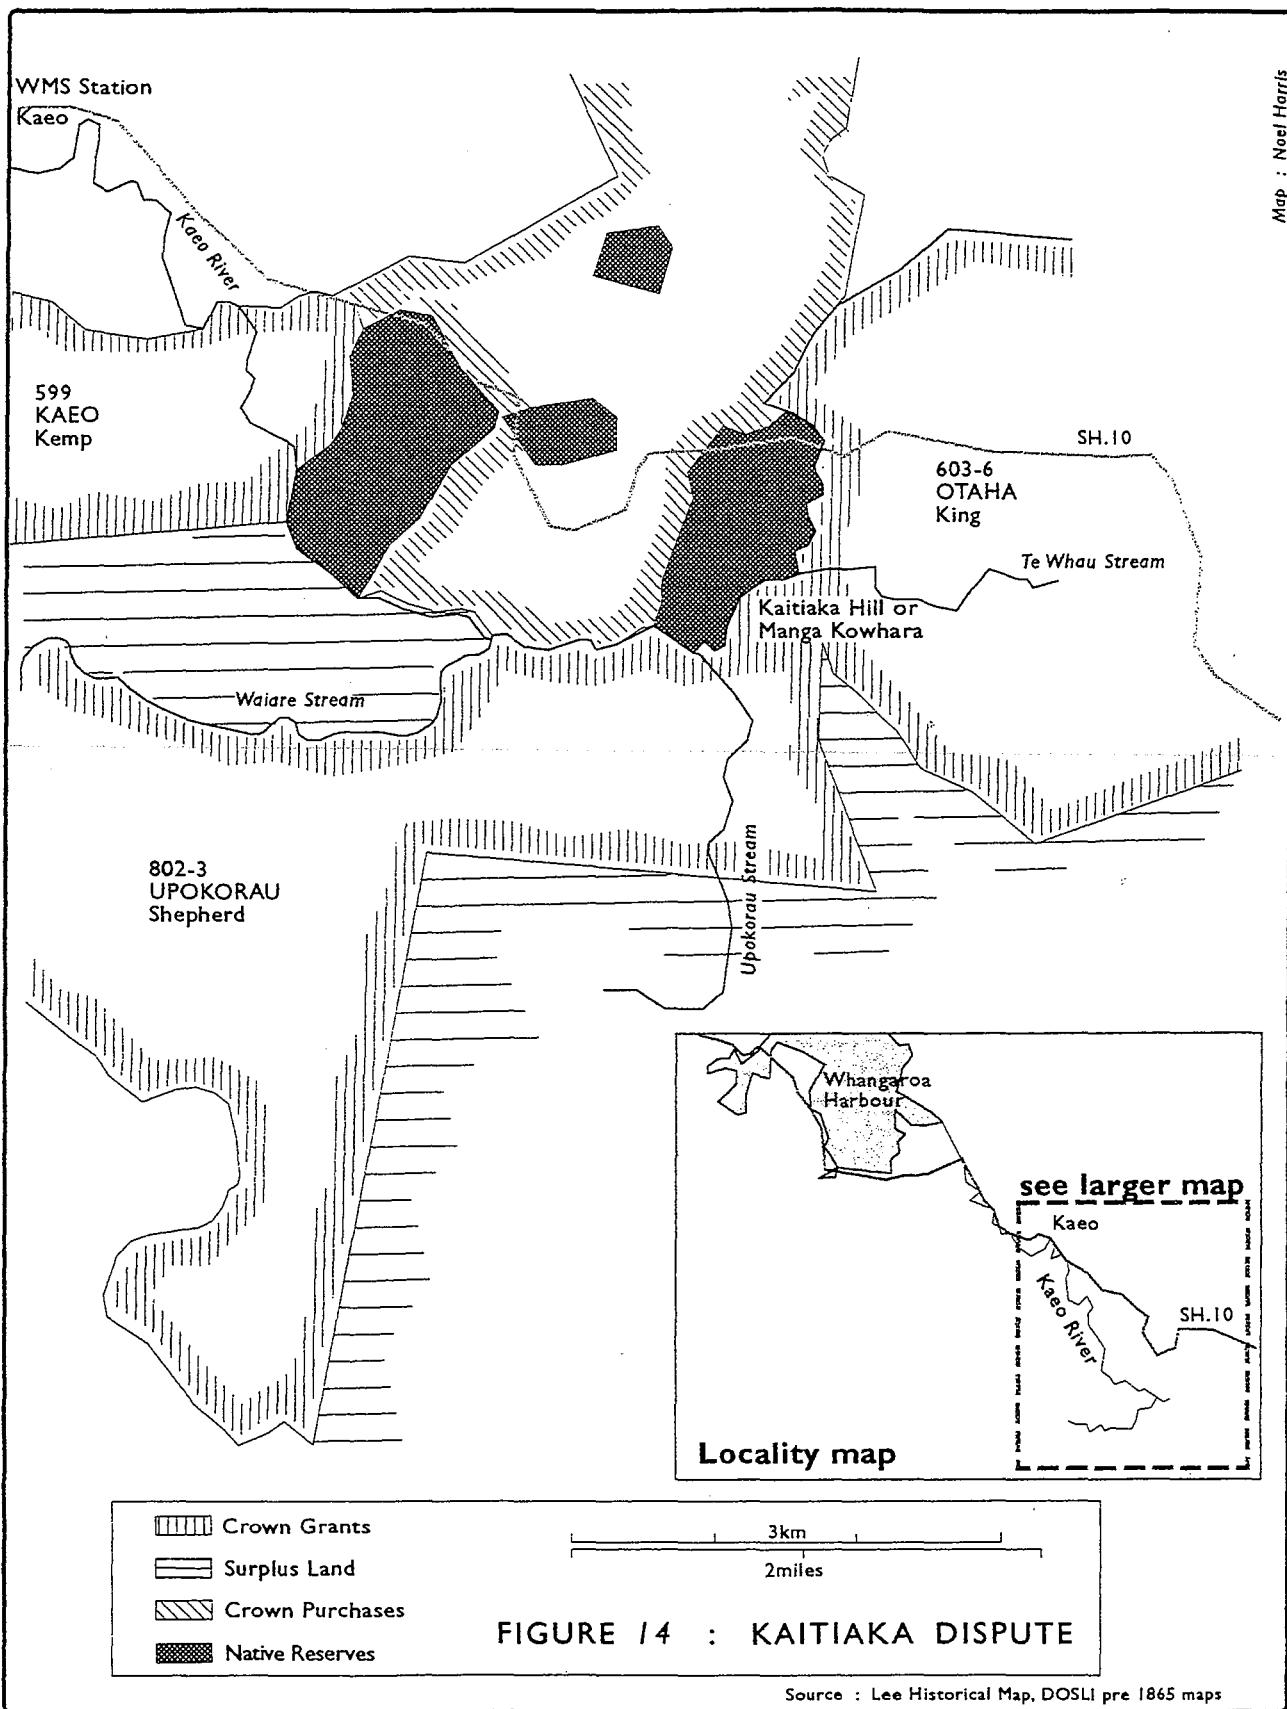 WMS Station
Kaeo
Map : Noel Harris
Kaeo River
599
KAEO
Kemp
SH.10
603-6
OTAHA
King
Te Whau Stream
Kaitiaka Hill or
Manga Kowhara
Waiare Stream
802-3
UPOKORAU
Shepherd
Upokorau Stream
Whangaroa
Harbour
see larger map
Kaeo
Kaeo River
SH.10
Locality map
Crown Grants
Surplus Land
Crown Purchases
Native Reserves
3km
2miles
FIGURE 14 : KAITIAKA DISPUTE
Source : Lee Historical Map, DOSLI pre 1865 maps